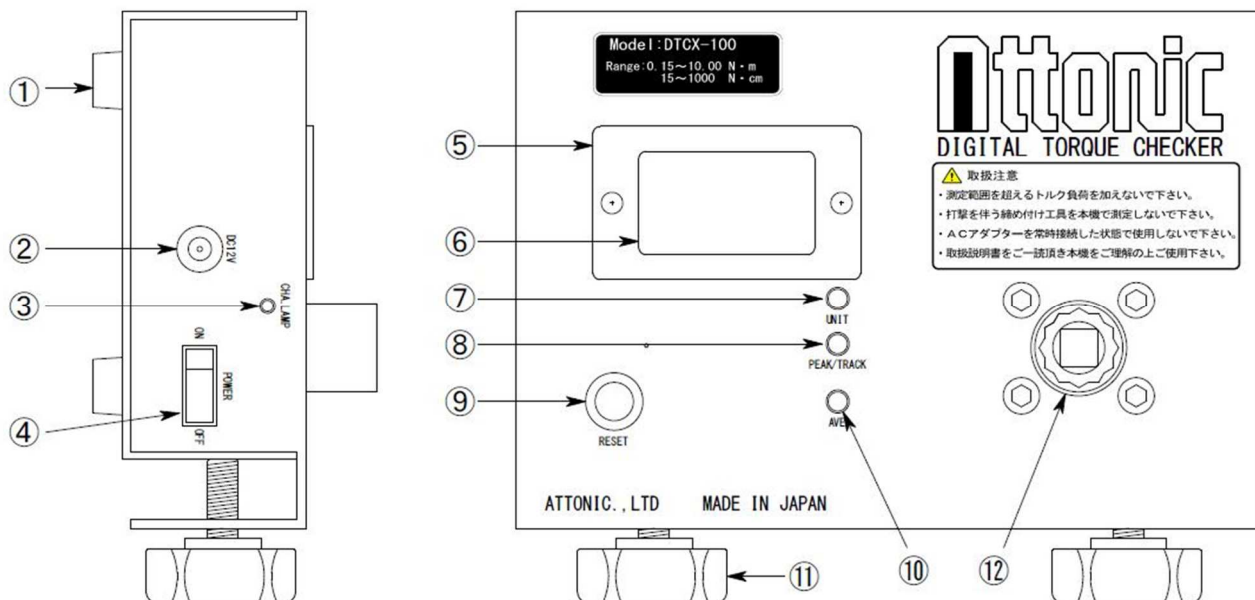 ①
②
DC12V
③
CHA.LAMP
ON
POWER
④
OFF
Model:DTCX-100
Range:0.15〜10.00 N・m
15〜1000 N・cm
Attonic
DIGITAL TORQUE CHECKER
取扱注意
・測定範囲を超えるトルク負荷を加えないで下さい。
・打撃を伴う締め付け工具を本機で測定しないで下さい。
・ACアダプターを常時接続した状態で使用しないで下さい。
・取扱説明書をご一読頂き本機をご理解の上ご使用下さい。
⑤
⑥
⑦
UNIT
⑧
PEAK/TRACK
⑨
RESET
AVE
ATTONIC.,LTD MADE IN JAPAN
⑪
⑩
⑫